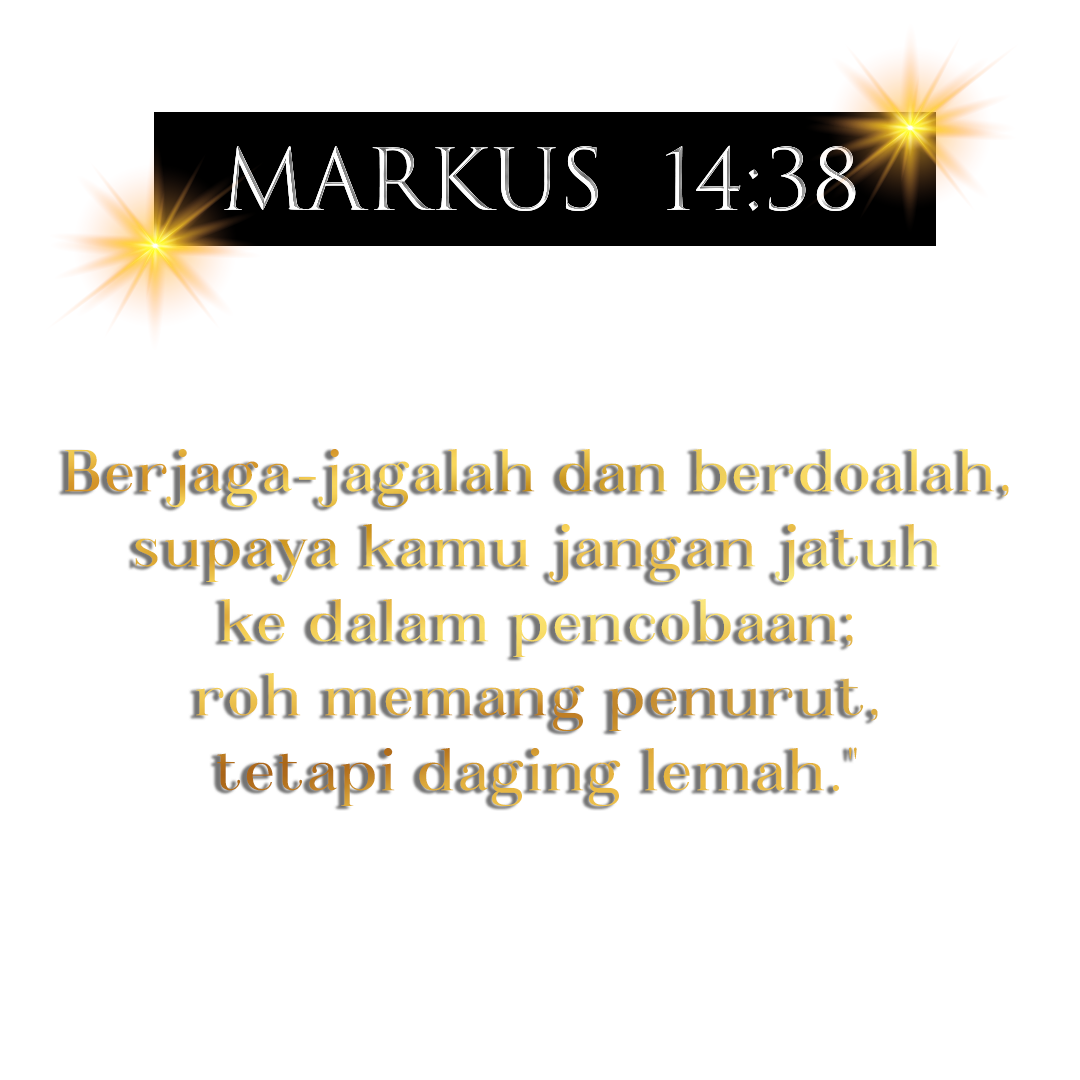 MARKUS 14:38
Berjaga-jagalah dan berdoalah,
supaya kamu jangan jatuh
ke dalam pencobaan;
roh memang penurut,
tetapi daging lemah."